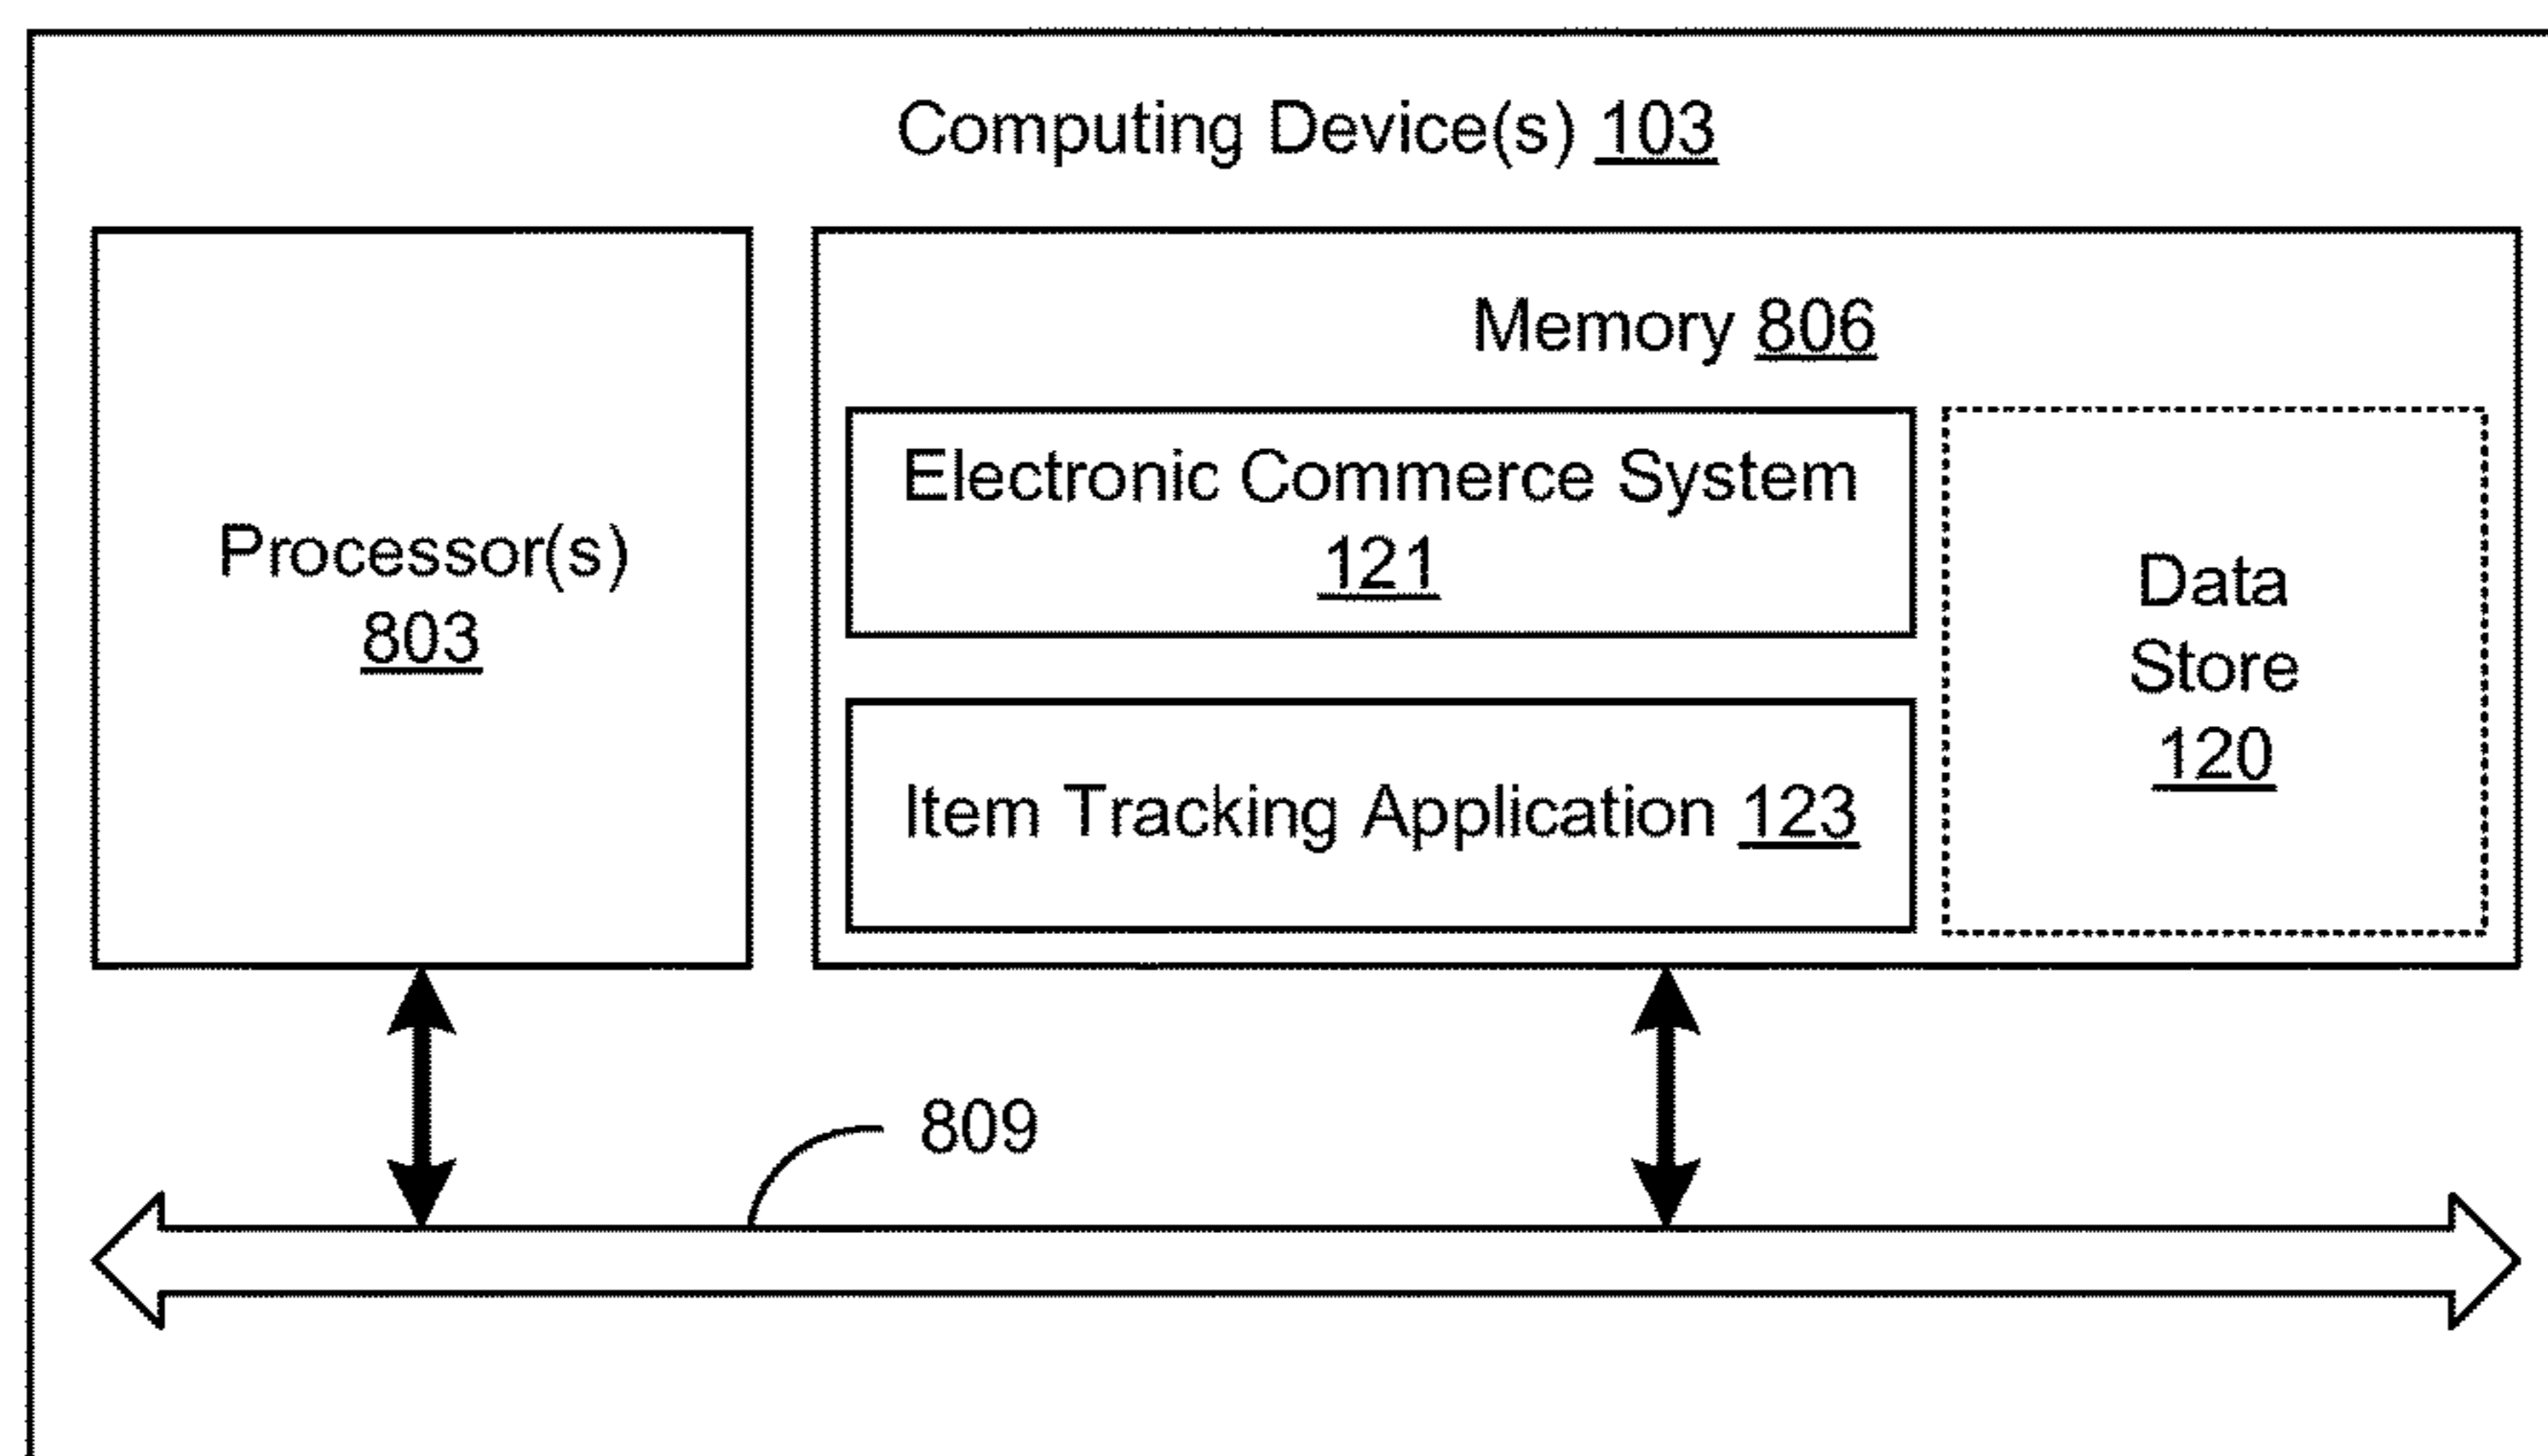 Computing Device(s) 103
Processor(s)
803
Memory 806
Electronic Commerce System
121
Item Tracking Application 123
Data
Store
120
809